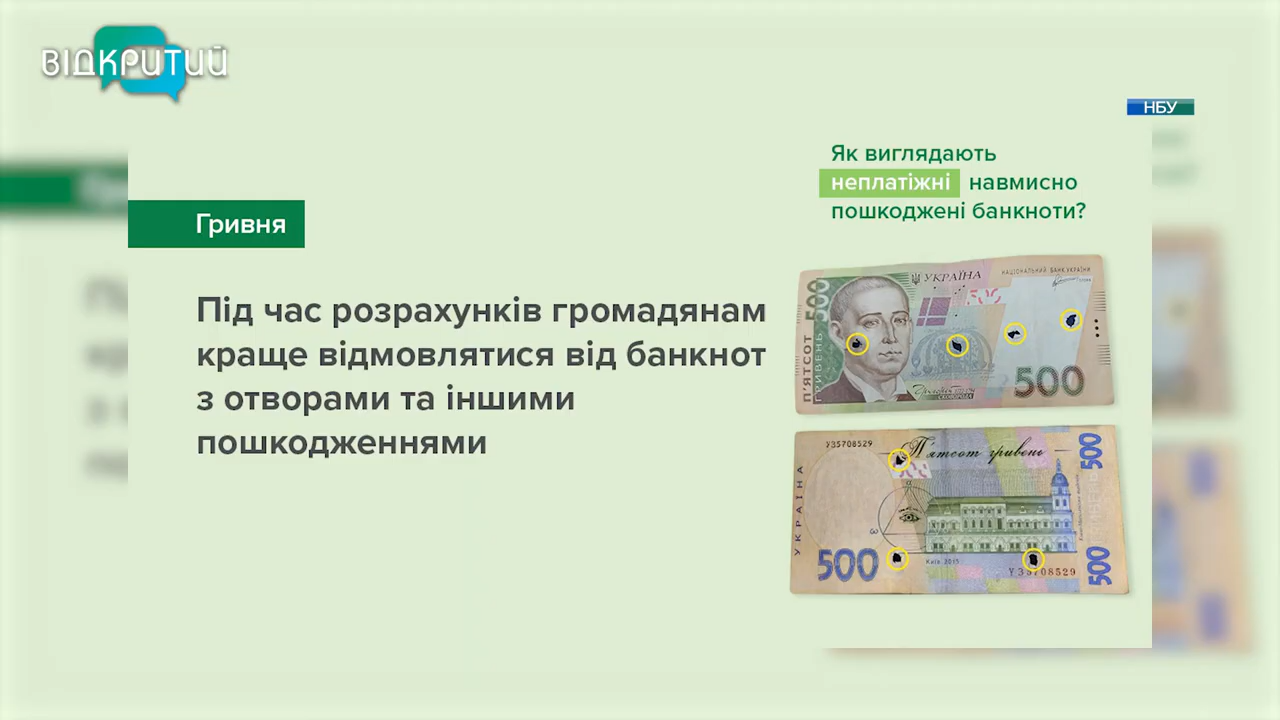 ВІДКРИТИЙ
НБУ
Як виглядають
неплатіжні навмисно
пошкоджені банкноти?
Гривня
Під час розрахунків громадянам
краще відмовлятися від банкнот
з отворами та іншими
пошкодженнями
УКРАЇНА
НАЦІОНАЛЬНИЙ БАНК УКРАЇНИ
500
П'ЯТСОТ
ГРИВЕНЬ
СКОВОРОДА
500
УЗ5708529
П'ятсот гривень
500
УКРАЇНА
500
Київ 2015
УЗ5708529
500